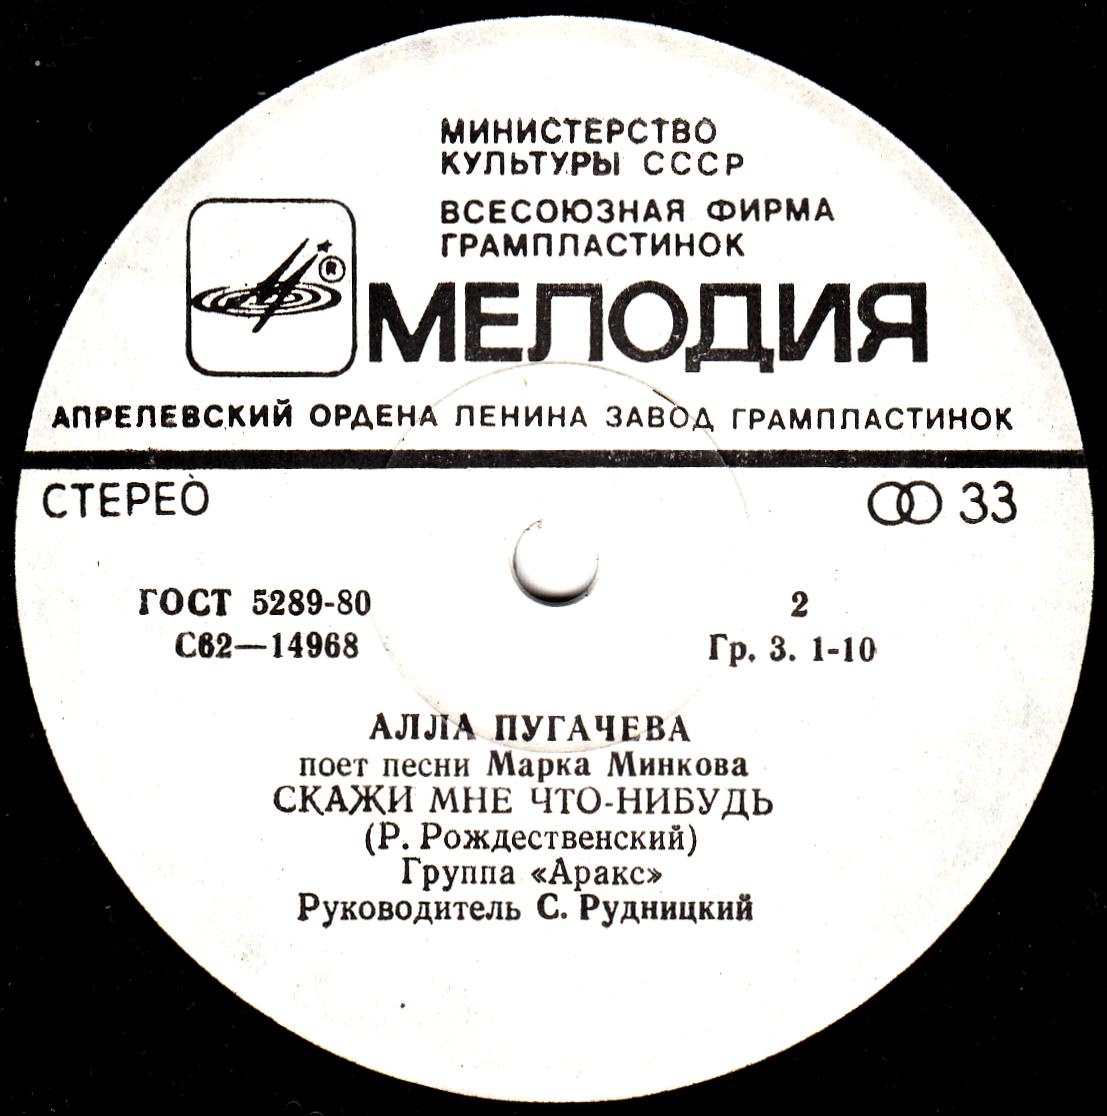 МИНИСТЕРСТВО
КУЛЬТУРЫ СССР
ВСЕСОЮЗНАЯ ФИРМА
ГРАМПЛАСТИНОК
®
МЕЛОДИЯ
АПРЕЛЕВСКИЙ ОРДЕНА ЛЕНИНА ЗАВОД ГРАМПЛАСТИНОК
СТЕРЕО
33
ГОСТ 5289-80
2
С62—14968
Гр. 3. 1-10
АЛЛА ПУГАЧЕВА
поет песни Марка Минкова
СКАЖИ МНЕ ЧТО-НИБУДЬ
(Р. Рождественский)
Группа «Аракс»
Руководитель С. Рудницкий